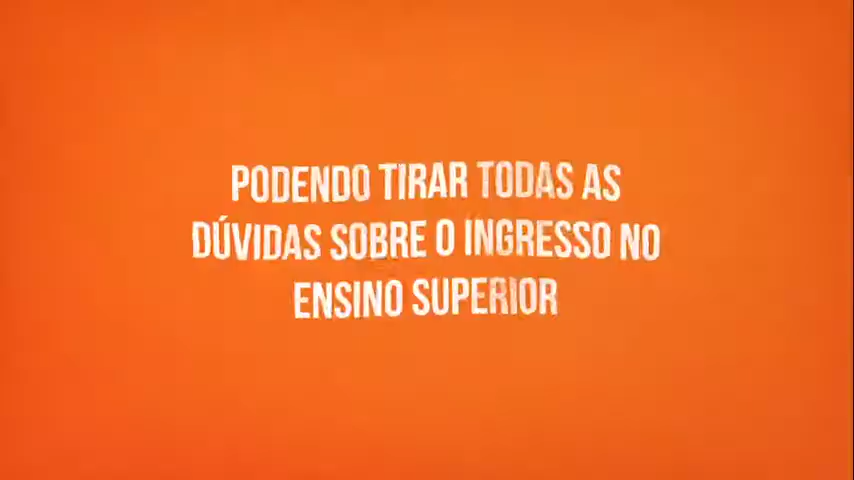 PODENDO TIRAR TODAS AS
DÚVIDAS SOBRE O INGRESSO NO
ENSINO SUPERIOR